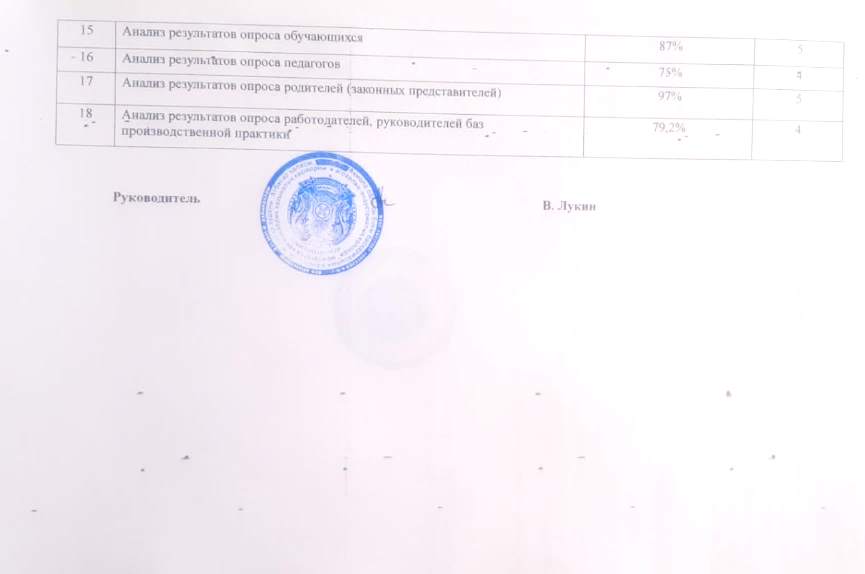 15 Анализ результатов опроса обучающихся 87% 5
16 Анализ результатов опроса педагогов 75% 4
17 Анализ результатов опроса родителей (законных представителей) 97% 5
18 Анализ результатов опроса работодателей, руководителей баз 79,2% 4
производственной практики
Руководитель В. Лукин